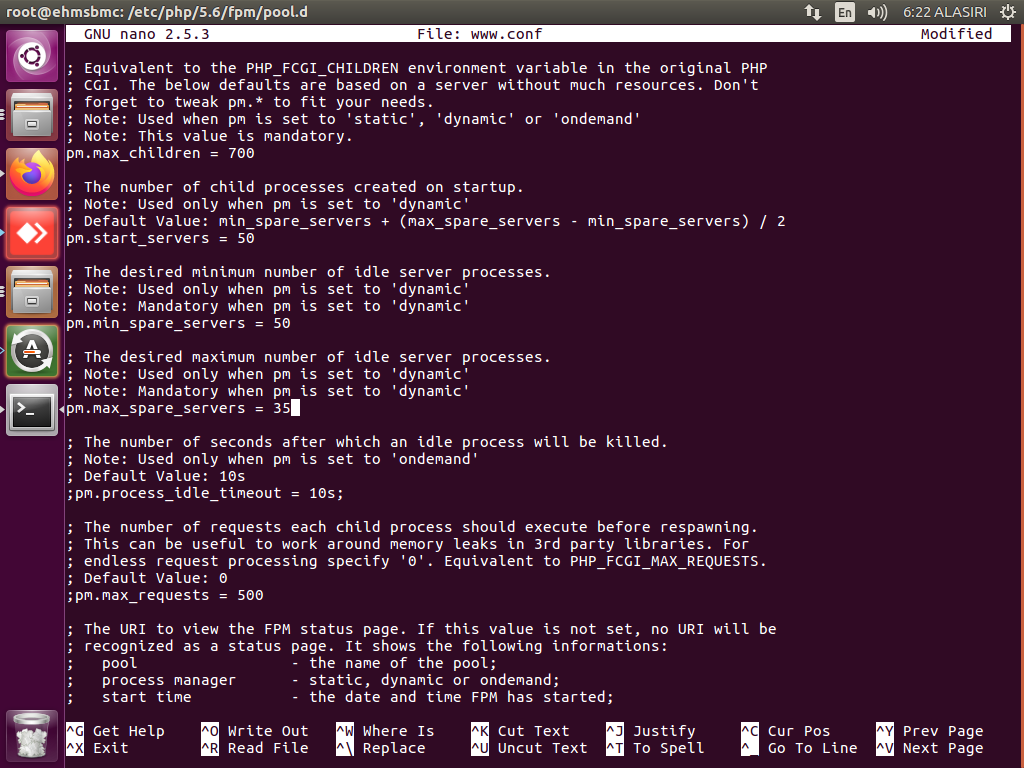 root@ehmsbmc: /etc/php/5.6/fpm/pool.d
En
6:22 ALASIRI
GNU nano 2.5.3 File: www.conf Modified
; Equivalent to the PHP_FCGI_CHILDREN environment variable in the original PHP
; CGI. The below defaults are based on a server without much resources. Don't
; forget to tweak pm.* to fit your needs.
; Note: Used when pm is set to 'static', 'dynamic' or 'ondemand'
; Note: This value is mandatory.
pm.max_children = 700
; The number of child processes created on startup.
; Note: Used only when pm is set to 'dynamic'
; Default Value: min_spare_servers + (max_spare_servers - min_spare_servers) / 2
pm.start_servers = 50
; The desired minimum number of idle server processes.
; Note: Used only when pm is set to 'dynamic'
; Note: Mandatory when pm is set to 'dynamic'
pm.min_spare_servers = 50
; The desired maximum number of idle server processes.
; Note: Used only when pm is set to 'dynamic'
; Note: Mandatory when pm is set to 'dynamic'
pm.max_spare_servers = 35
; The number of seconds after which an idle process will be killed.
; Note: Used only when pm is set to 'ondemand'
; Default Value: 10s
;pm.process_idle_timeout = 10s;
; The number of requests each child process should execute before respawning.
; This can be useful to work around memory leaks in 3rd party libraries. For
; endless request processing specify '0'. Equivalent to PHP_FCGI_MAX_REQUESTS.
; Default Value: 0
;pm.max_requests = 500
; The URI to view the FPM status page. If this value is not set, no URI will be
; recognized as a status page. It shows the following informations:
; pool - the name of the pool;
; process manager - static, dynamic or ondemand;
; start time - the date and time FPM has started;
^G Get Help ^O Write Out ^W Where Is ^K Cut Text ^J Justify ^C Cur Pos ^Y Prev Page
^X Exit ^R Read File ^\ Replace ^U Uncut Text ^T To Spell ^_ Go To Line ^V Next Page